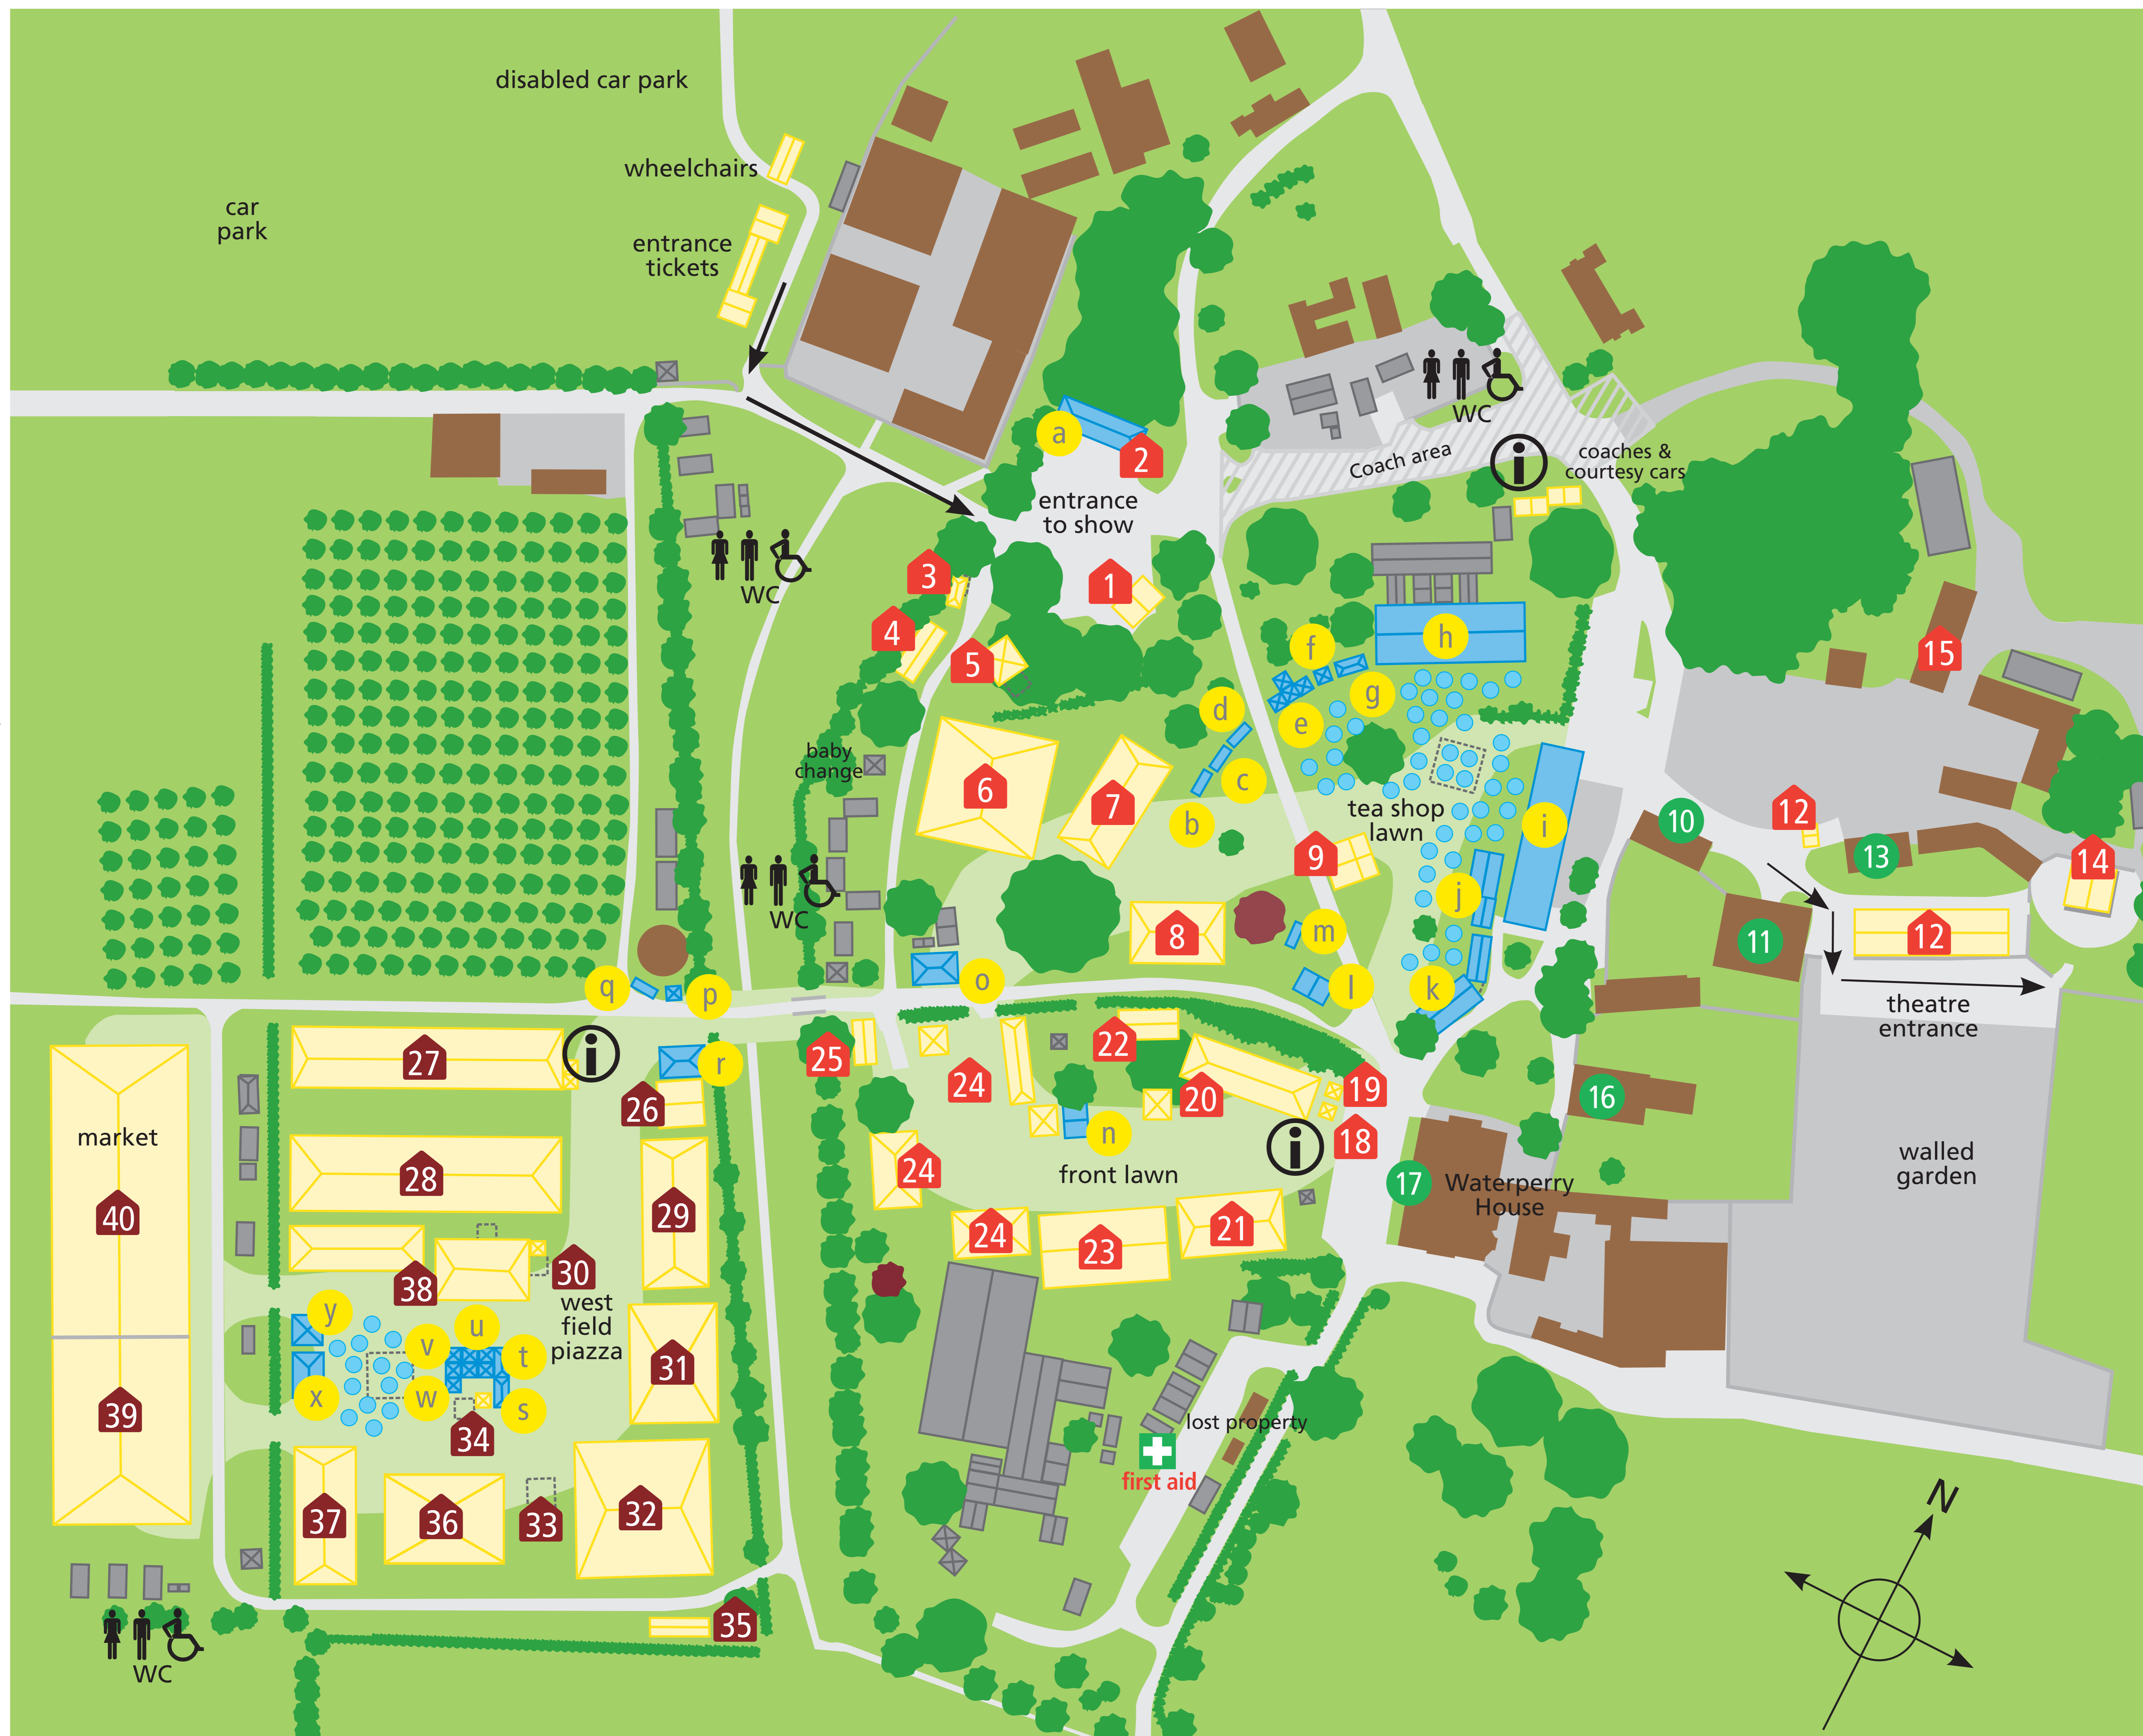 disabled car park
wheelchairs
car
park
entrance
tickets
WC
a
2
coaches &
courtesy cars
Coach area
entrance
to show
3
1
WC
4
f
h
15
5
g
d
e
baby
change
6
7
c
b
tea shop
lawn
i
10
12
9
13
14
j
WC
8
m
11
12
o
q
p
l
k
theatre
entrance
27
r
25
22
24
19
26
20
16
market
n
18
28
24
front lawn
17
Waterperry
House
walled
garden
40
29
24
23
21
38
30
west
field
piazza
y
v
u
t
31
x
w
s
39
34
lost property
first aid
37
36
33
32
N
35
WC